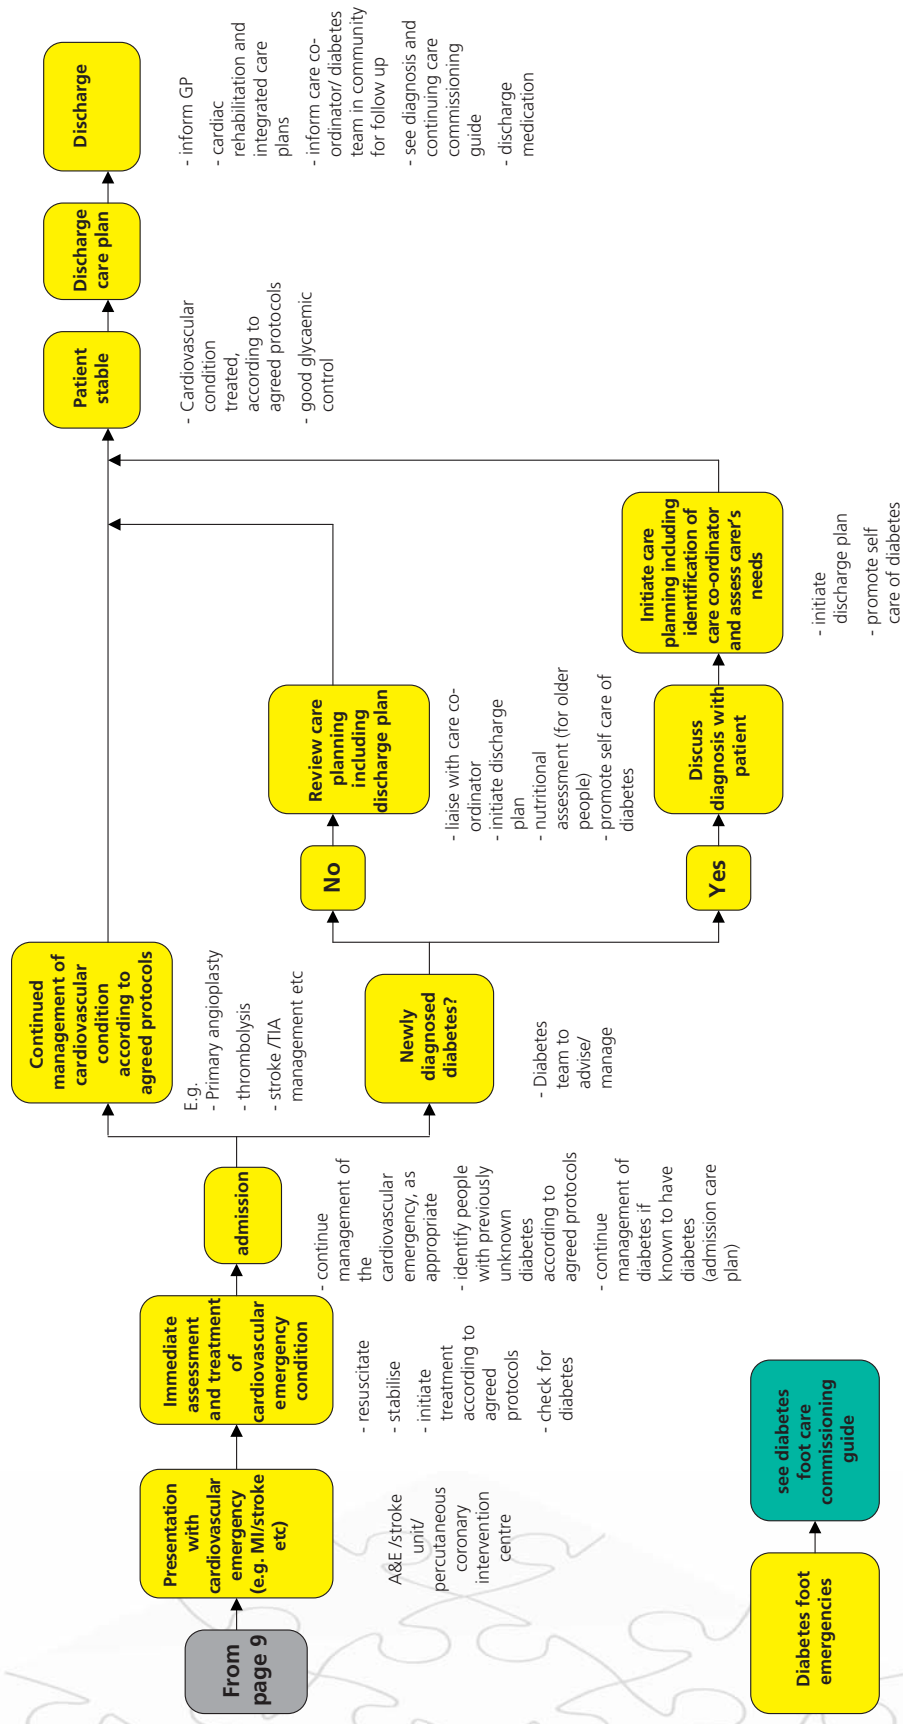 From
page 9
Presentation
with
cardiovascular
emergency
(e.g. MI/stroke
etc)
A&E /stroke
unit/
percutaneous
coronary
intervention
centre
Immediate
assessment
and treatment
of
cardiovascular
emergency
condition
- resuscitate
- stabilise
- initiate
treatment
according to
agreed
protocols
- check for
diabetes
admission
- continue
management of
the
cardiovascular
emergency, as
appropriate
- identify people
with previously
unknown
diabetes
according to
agreed protocols
- continue
management of
diabetes if
known to have
diabetes
(admission care
plan)
Continued
management of
cardiovascular
condition
according to
agreed protocols
E.g.
- Primary angioplasty
- thrombolysis
- stroke /TIA
management etc
Newly
diagnosed
diabetes?
- Diabetes
team to
advise/
manage
No
Review care
planning
including
discharge plan
- liaise with care co-
ordinator
- initiate discharge
plan
- nutritional
assessment (for older
people)
- promote self care of
diabetes
Yes
Discuss
diagnosis with
patient
Initiate care
planning including
identification of
care co-ordinator
and assess carer's
needs
- initiate
discharge plan
- promote self
care of diabetes
Patient
stable
- Cardiovascular
condition
treated,
according to
agreed protocols
- good glycaemic
control
Discharge
care plan
Discharge
- inform GP
- cardiac
rehabilitation and
integrated care
plans
- inform care co-
ordinator/ diabetes
team in community
for follow up
- see diagnosis and
continuing care
commissioning
guide
- discharge
medication
Diabetes foot
emergencies
see diabetes
foot care
commissioning
guide